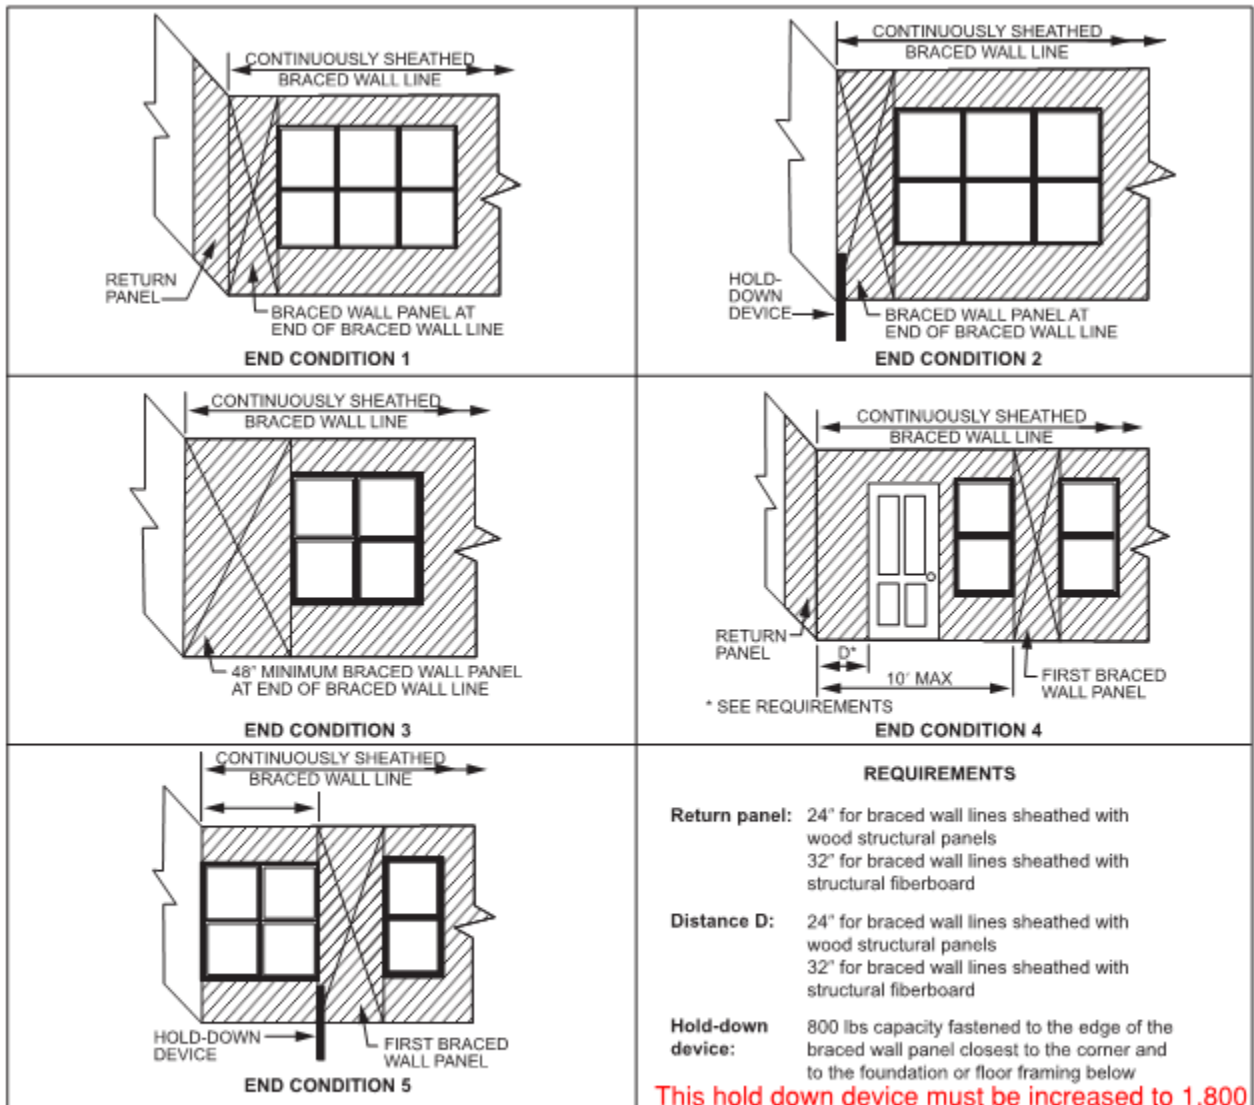 CONTINUOUSLY SHEATHED
BRACED WALL LINE
RETURN
PANEL
BRACED WALL PANEL AT
END OF BRACED WALL LINE
END CONDITION 1
CONTINUOUSLY SHEATHED
BRACED WALL LINE
HOLD-
DOWN
DEVICE
BRACED WALL PANEL AT
END OF BRACED WALL LINE
END CONDITION 2
CONTINUOUSLY SHEATHED
BRACED WALL LINE
48" MINIMUM BRACED WALL PANEL
AT END OF BRACED WALL LINE
END CONDITION 3
CONTINUOUSLY SHEATHED
BRACED WALL LINE
RETURN
PANEL
D*
10' MAX
FIRST BRACED
WALL PANEL
* SEE REQUIREMENTS
END CONDITION 4
CONTINUOUSLY SHEATHED
BRACED WALL LINE
HOLD-DOWN
DEVICE
FIRST BRACED
WALL PANEL
END CONDITION 5
REQUIREMENTS
Return panel: 24" for braced wall lines sheathed with
wood structural panels
32" for braced wall lines sheathed with
structural fiberboard
Distance D: 24" for braced wall lines sheathed with
wood structural panels
32" for braced wall lines sheathed with
structural fiberboard
Hold-down 800 lbs capacity fastened to the edge of the
device: braced wall panel closest to the corner and
to the foundation or floor framing below
This hold down device must be increased to 1,800